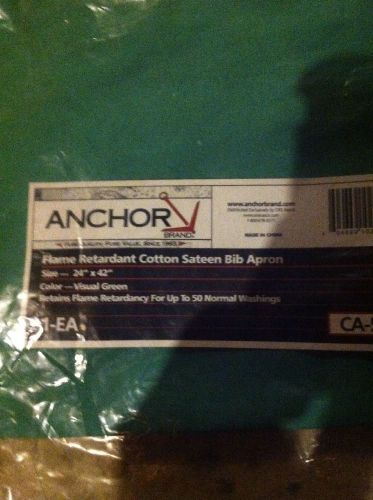 ANCHOR
BRAND
www.anchorbrand.com
MADE IN CHINA
Flame Retardant Cotton Sateen Bib Apron
Size — 24" x 42"
Color — Visual Green
Retains Flame Retardancy For Up To 50 Normal Washings
1-EA
CA-